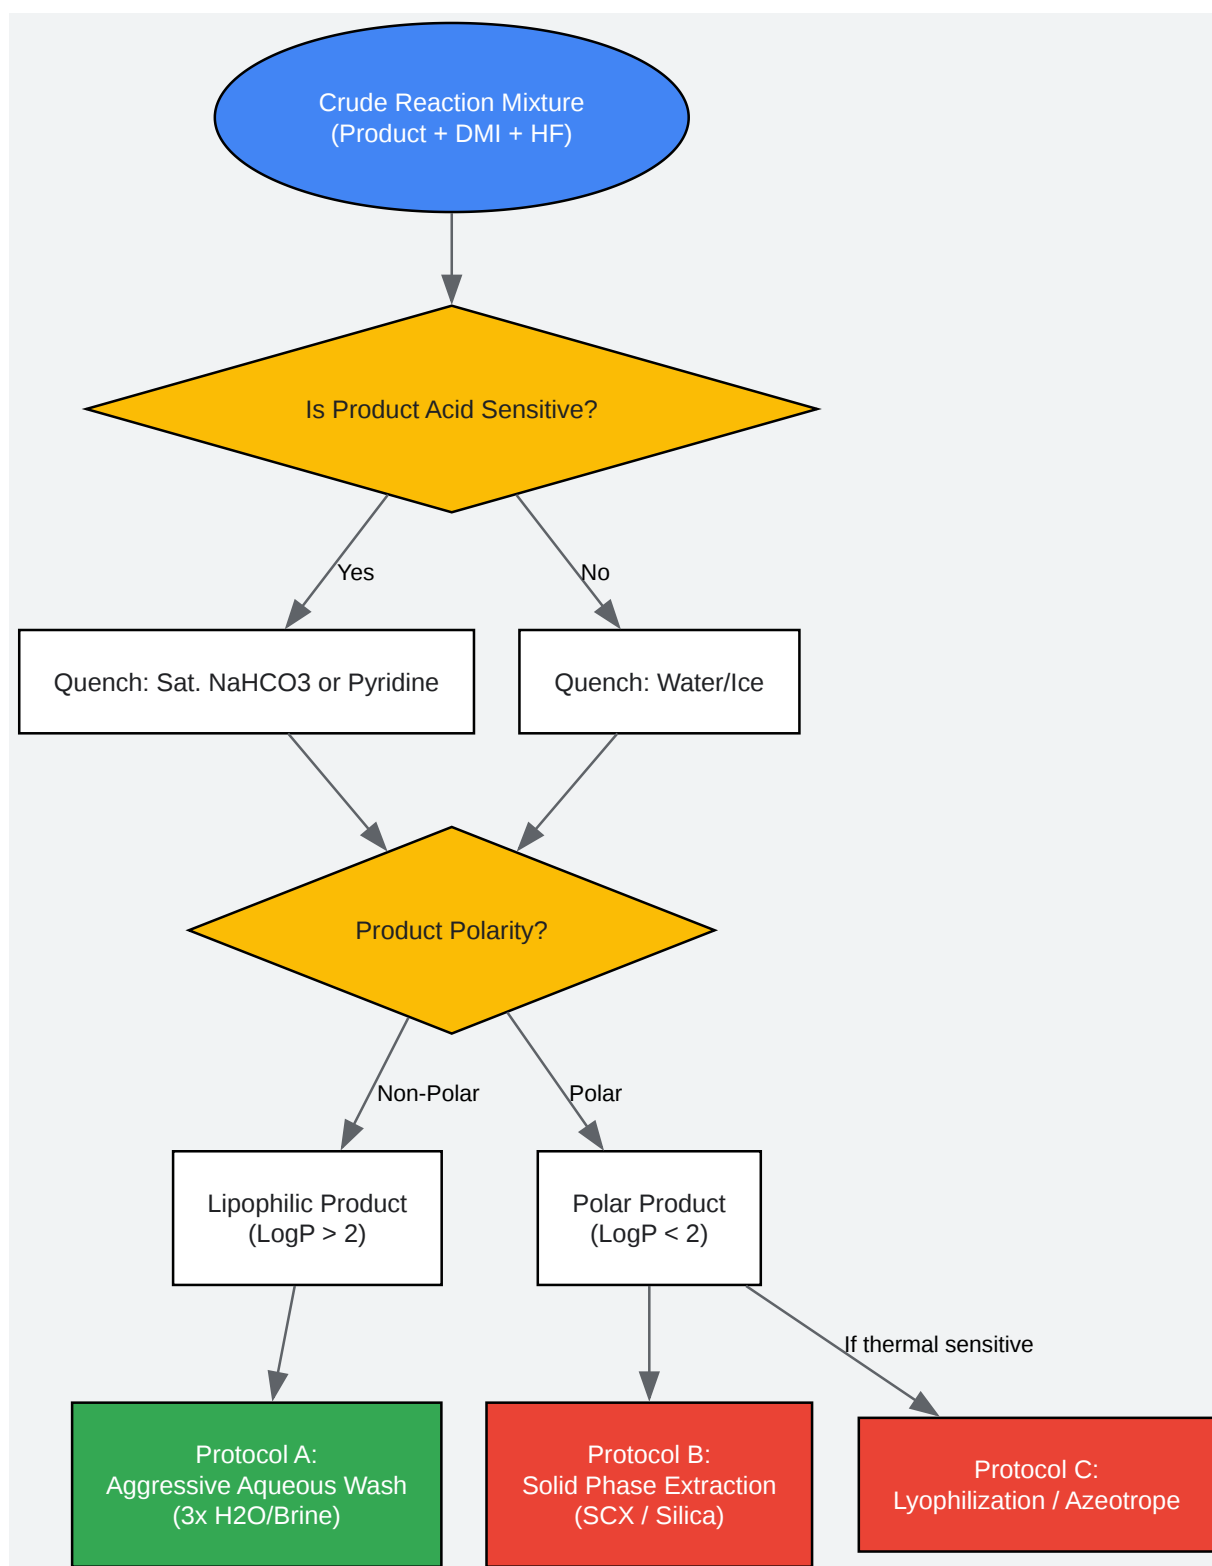 Crude Reaction Mixture
(Product + DMI + HF)
Is Product Acid Sensitive?
Yes
No
Quench: Sat. NaHCO3 or Pyridine
Quench: Water/Ice
Product Polarity?
Non-Polar
Polar
Lipophilic Product
(LogP > 2)
Polar Product
(LogP < 2)
If thermal sensitive
Protocol A:
Aggressive Aqueous Wash
(3x H2O/Brine)
Protocol B:
Solid Phase Extraction
(SCX / Silica)
Protocol C:
Lyophilization / Azeotrope